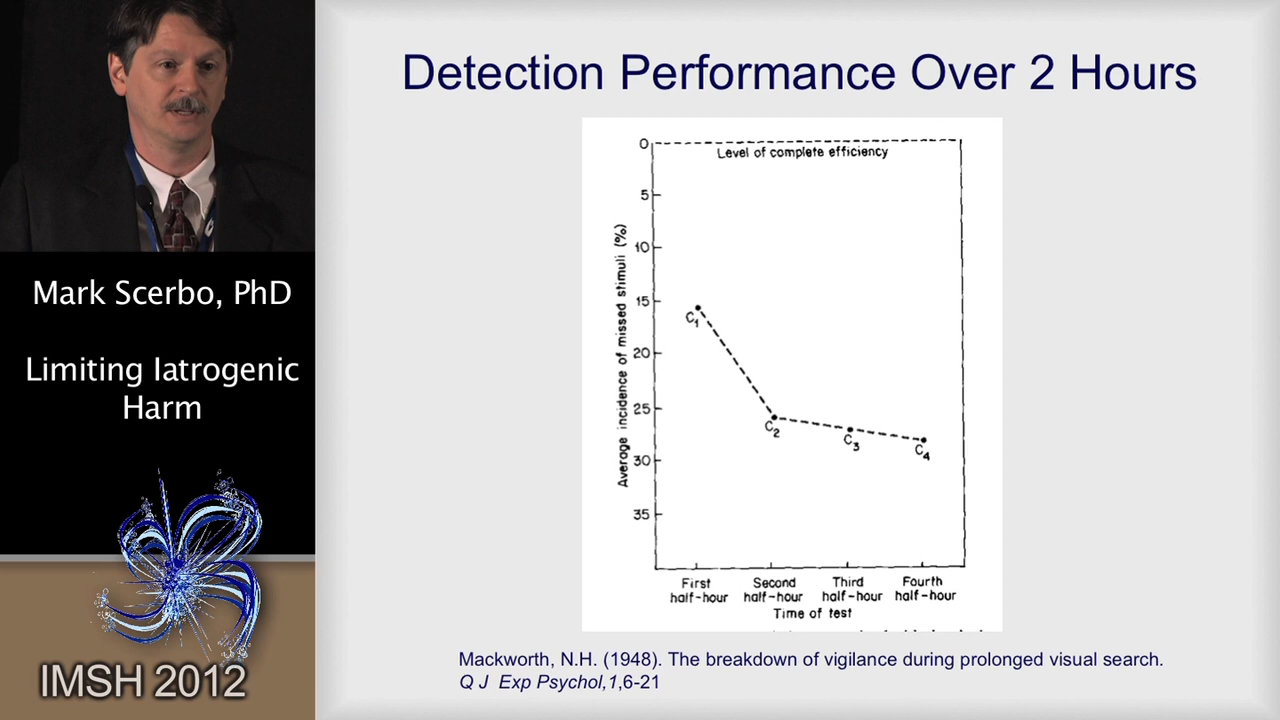 Detection Performance Over 2 Hours
0
Level of complete efficiency
5
10
15
20
25
30
35
Average incidence of missed stimuli (%)
C1
C2
C3
C4
First half-hour
Second half-hour
Third half-hour
Fourth half-hour
Time of test
Mackworth, N.H. (1948). The breakdown of vigilance during prolonged visual search.
Q J Exp Psychol,1,6-21
Mark Scerbo, PhD
Limiting Iatrogenic
Harm
IMSH 2012